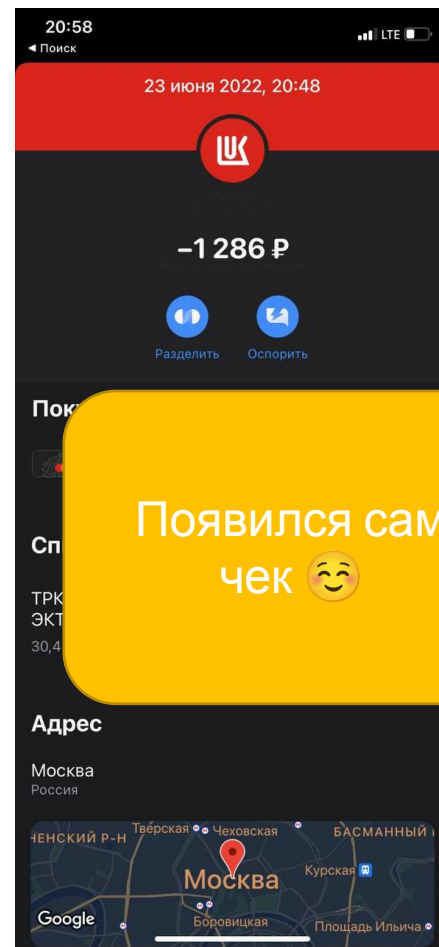 20:58
LTE
◀ Поиск
23 июня 2022, 20:48
−1 286 ₽
Разделить Оспорить
Пок
Появился сам
чек ☺️
Сп
ТРК
ЭКТ
30,4
Адрес
Москва
Россия
НЕНСКИЙ Р-Н
Тверская
Чеховская
БАСМАННЫЙ
Москва
Курская
Google
Боровицкая
Площадь Ильича